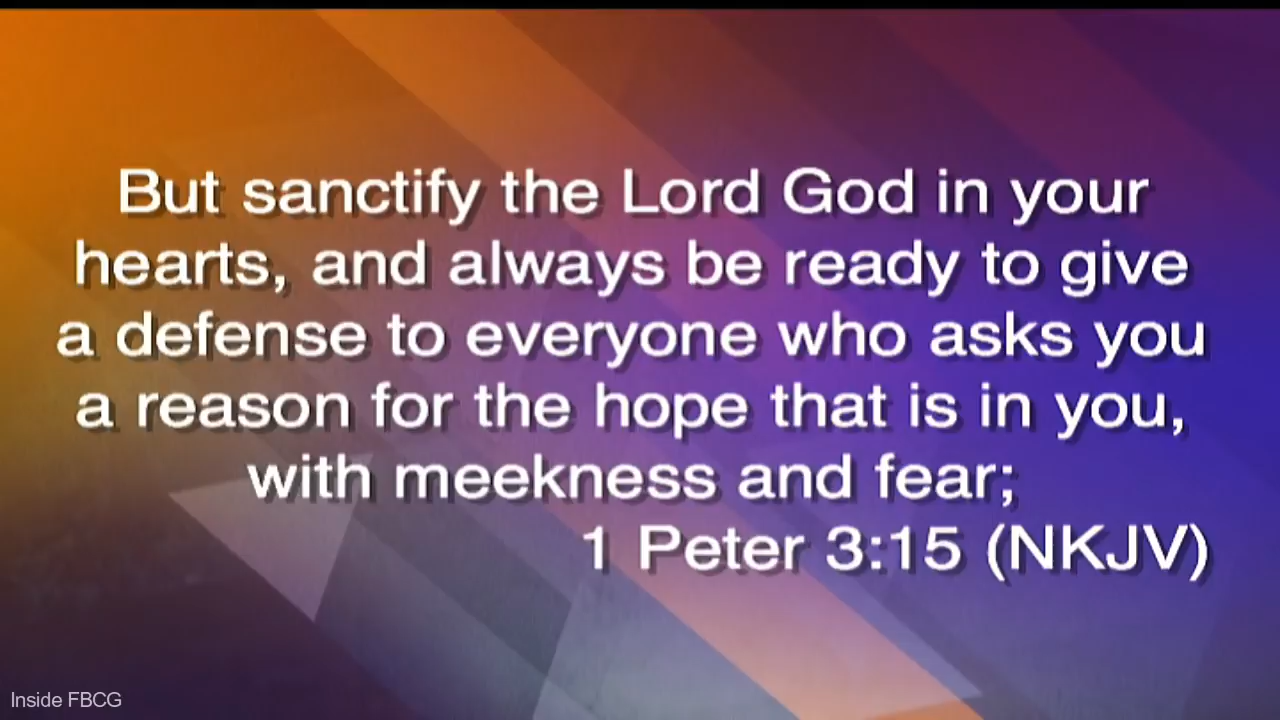 But sanctify the Lord God in your
hearts, and always be ready to give
a defense to everyone who asks you
a reason for the hope that is in you,
with meekness and fear;
1 Peter 3:15 (NKJV)
Inside FBCG